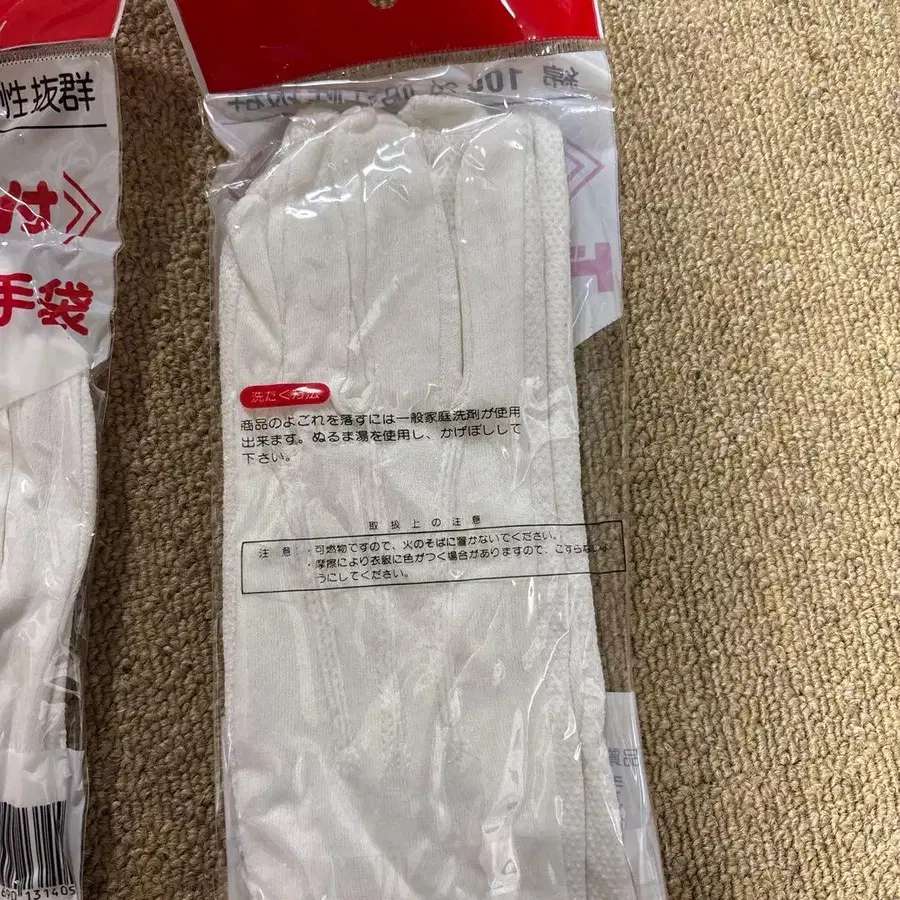 性抜群
付》
手袋
洗たく方法
商品のよごれを落すには一般家庭洗剤が使用
出来ます。ぬるま湯を使用し、かげぼしして
下さい。
取扱上の注意
注意:・可燃物ですので、火のそばに置かないでください。
・摩擦により衣服に色がつく場合がありますので、こすらないよ
うにしてください。
690 131405